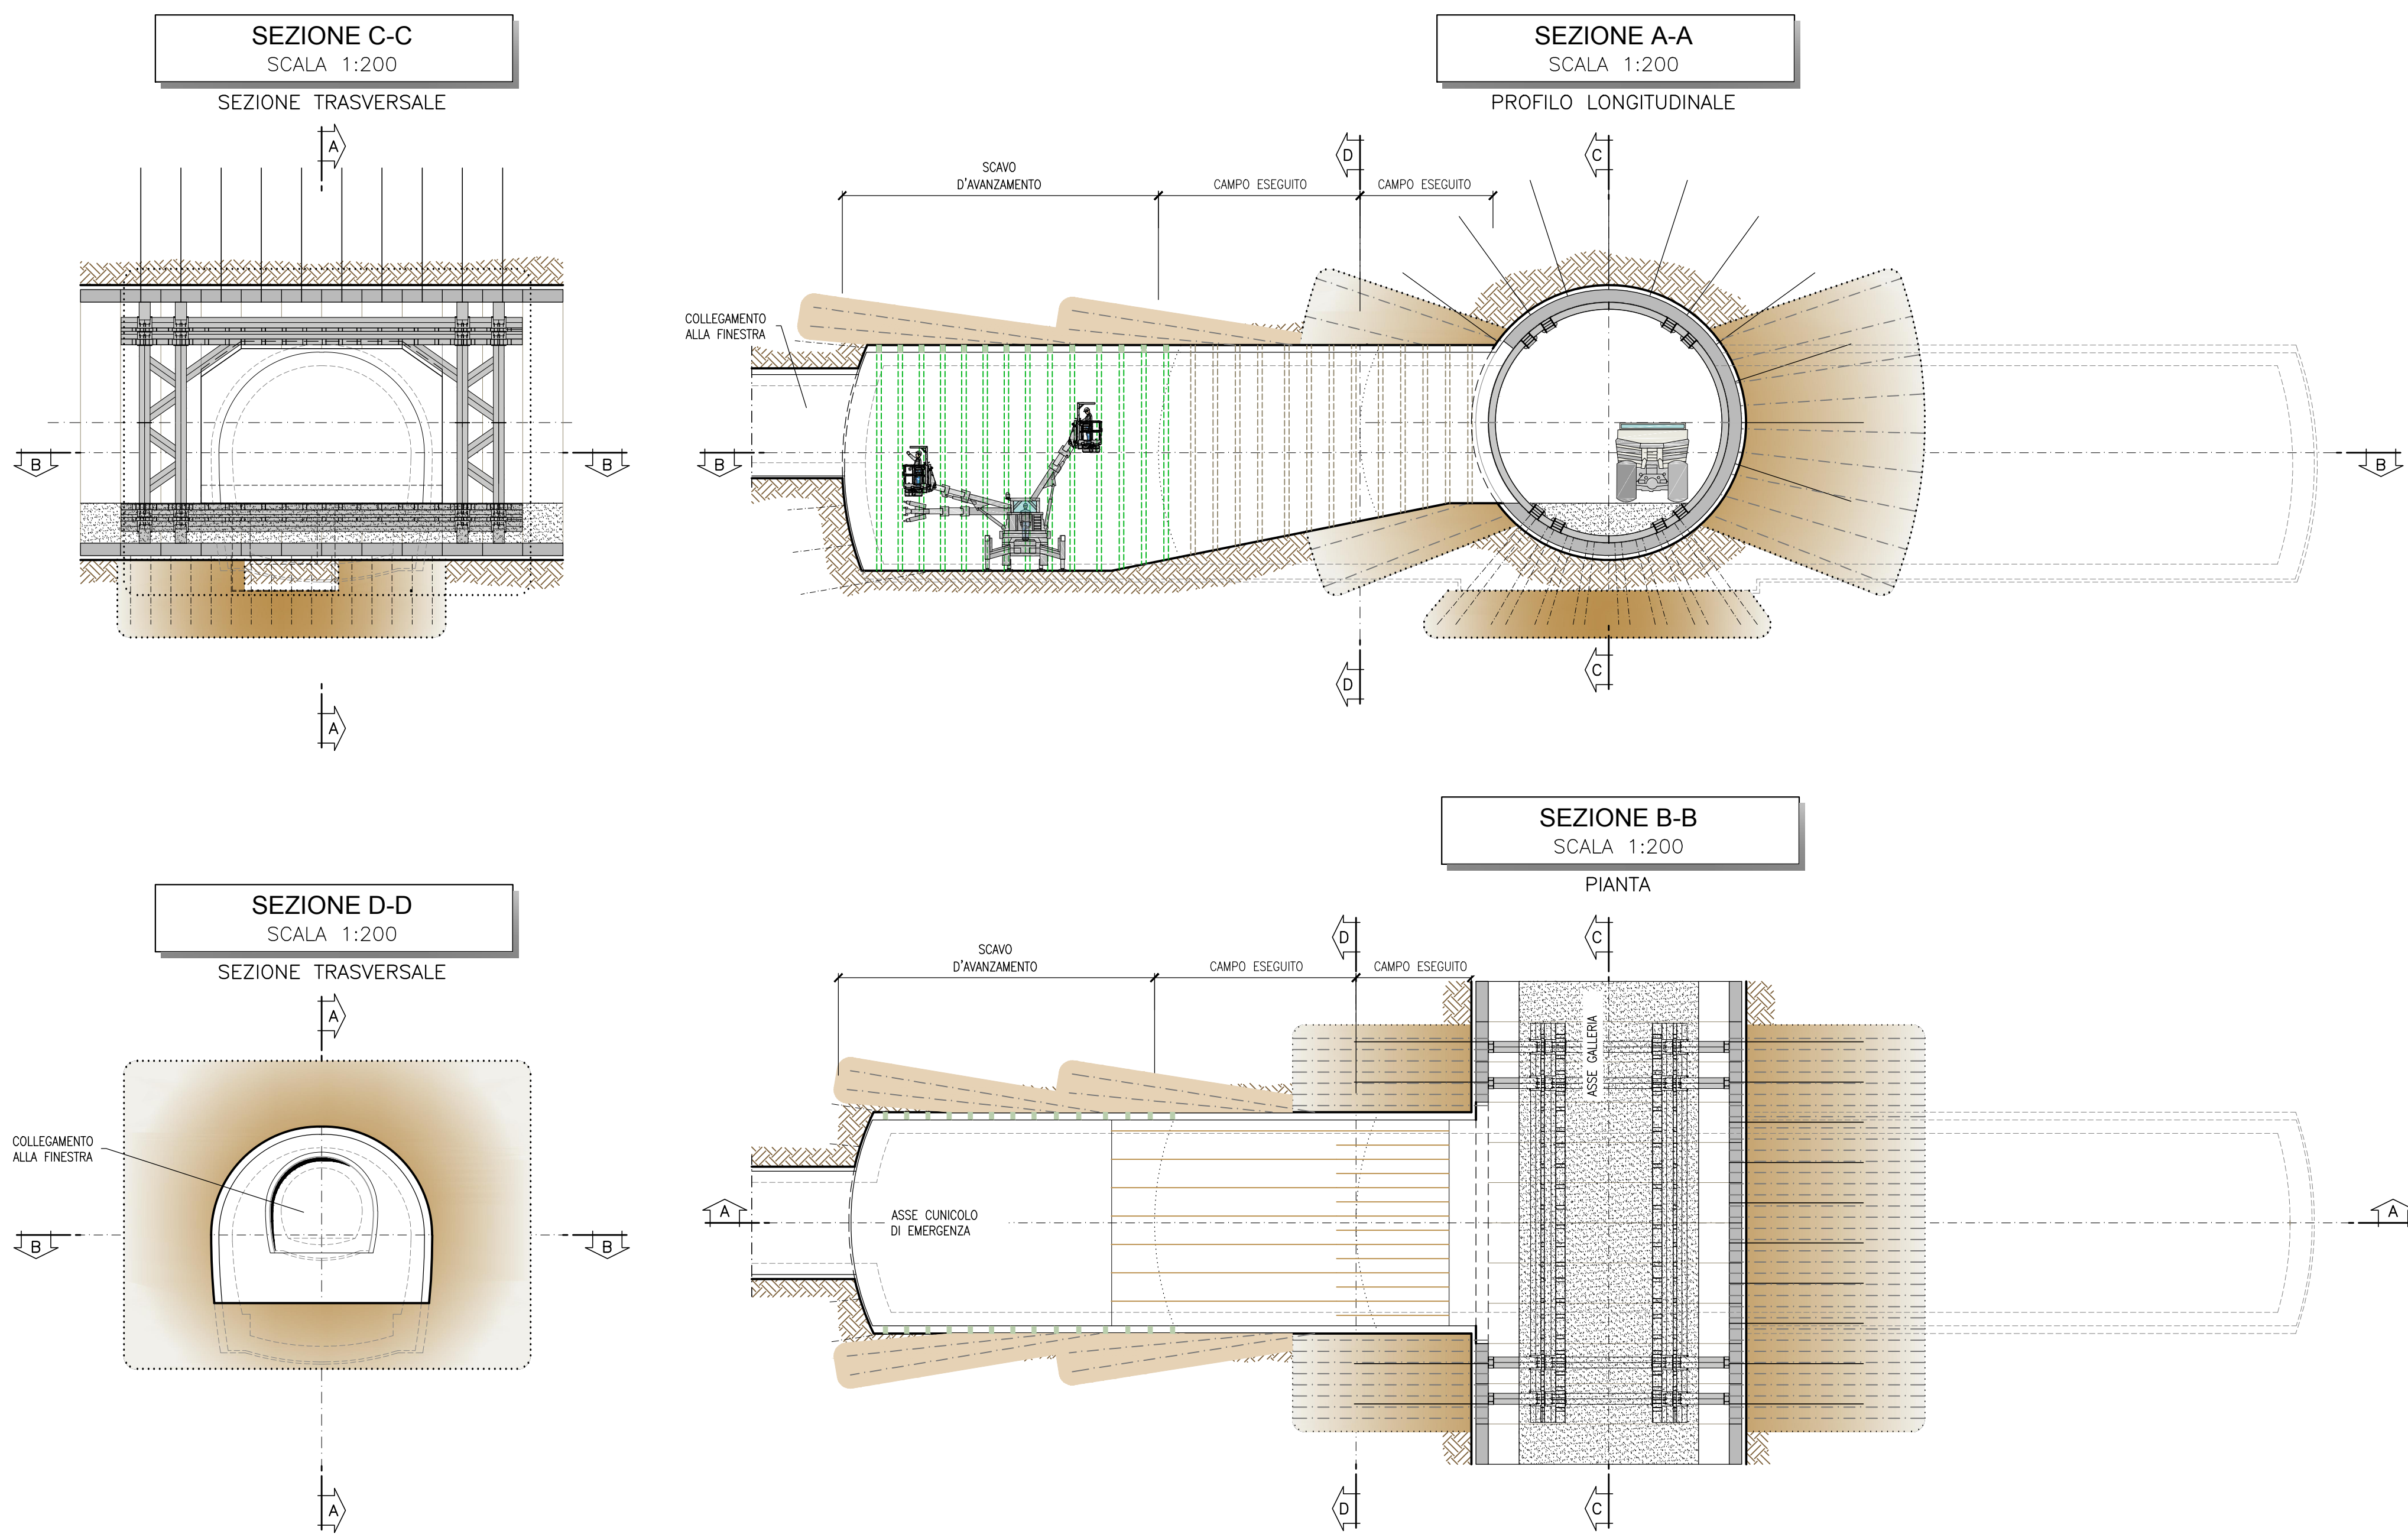 SEZIONE C-C
SCALA 1:200
SEZIONE TRASVERSALE
A
B
B
A
SEZIONE A-A
SCALA 1:200
PROFILO LONGITUDINALE
D
C
SCAVO
D'AVANZAMENTO
CAMPO ESEGUITO
CAMPO ESEGUITO
COLLEGAMENTO
ALLA FINESTRA
B
B
D
C
SEZIONE D-D
SCALA 1:200
SEZIONE TRASVERSALE
A
COLLEGAMENTO
ALLA FINESTRA
B
B
A
SEZIONE B-B
SCALA 1:200
PIANTA
D
C
SCAVO
D'AVANZAMENTO
CAMPO ESEGUITO
CAMPO ESEGUITO
ASSE GALLERIA
A
ASSE CUNICOLO
DI EMERGENZA
A
D
C